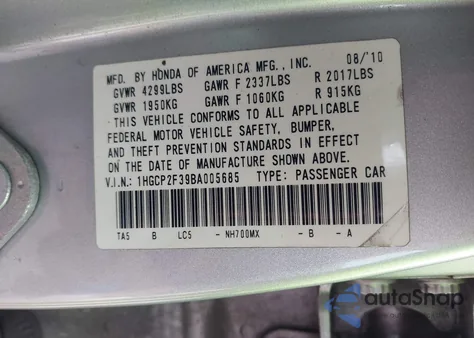 MFD. BY HONDA OF AMERICA MFG., INC. 08/'10
GVWR 4299LBS GAWR F 2337LBS R 2017LBS
GVWR 1950KG GAWR F 1060KG R 915KG
THIS VEHICLE CONFORMS TO ALL APPLICABLE
FEDERAL MOTOR VEHICLE SAFETY, BUMPER,
AND THEFT PREVENTION STANDARDS IN EFFECT
ON THE DATE OF MANUFACTURE SHOWN ABOVE.
V.I.N.: 1HGCP2F39BA005685 TYPE: PASSENGER CAR
TA5 B LC5 - NH700MX - B - A
autaShap